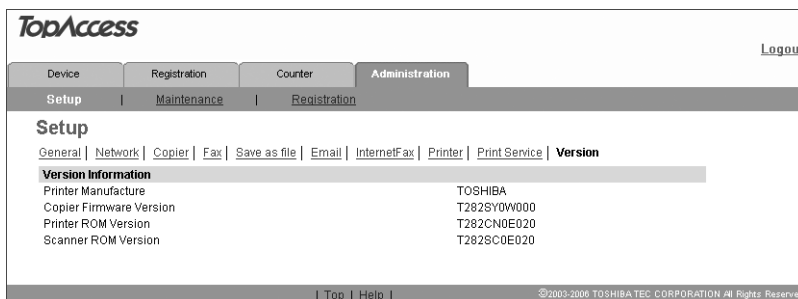 TopAccess
Logou
Device Registration Counter Administration
Setup | Maintenance | Registration
Setup
General | Network | Copier | Fax | Save as file | Email | InternetFax | Printer | Print Service | Version
Version Information
Printer Manufacture TOSHIBA
Copier Firmware Version T282SY0W000
Printer ROM Version T282CN0E020
Scanner ROM Version T282SC0E020
| Top | Help |
©2003-2006 TOSHIBA TEC CORPORATION All Rights Reserve